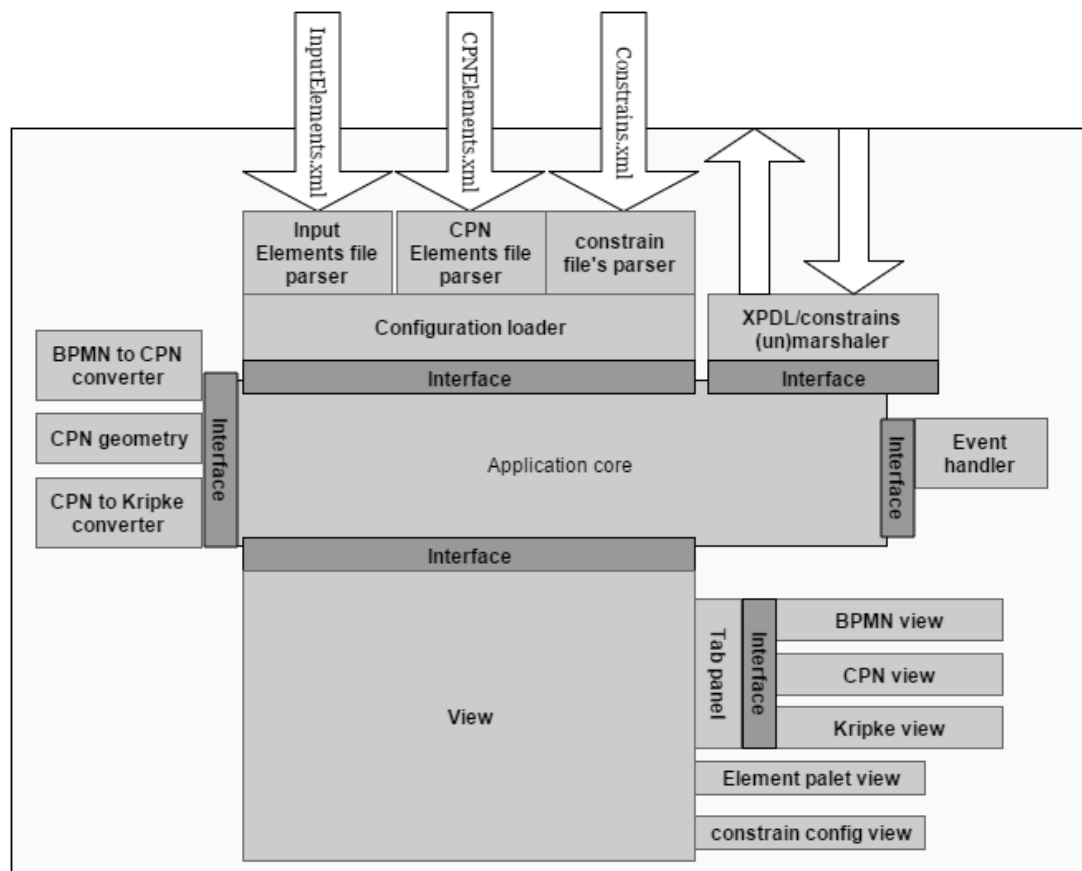 InputElements.xml
CPNElements.xml
Constrains.xml
Input
Elements file
parser
CPN
Elements file
parser
constrain
file's parser
Configuration loader
XPDL/constrains
(un)marshaler
Interface
Interface
BPMN to CPN
converter
CPN geometry
CPN to Kripke
converter
Interface
Application core
Interface
Event
handler
Interface
View
Tab panel
Interface
BPMN view
CPN view
Kripke view
Element palet view
constrain config view